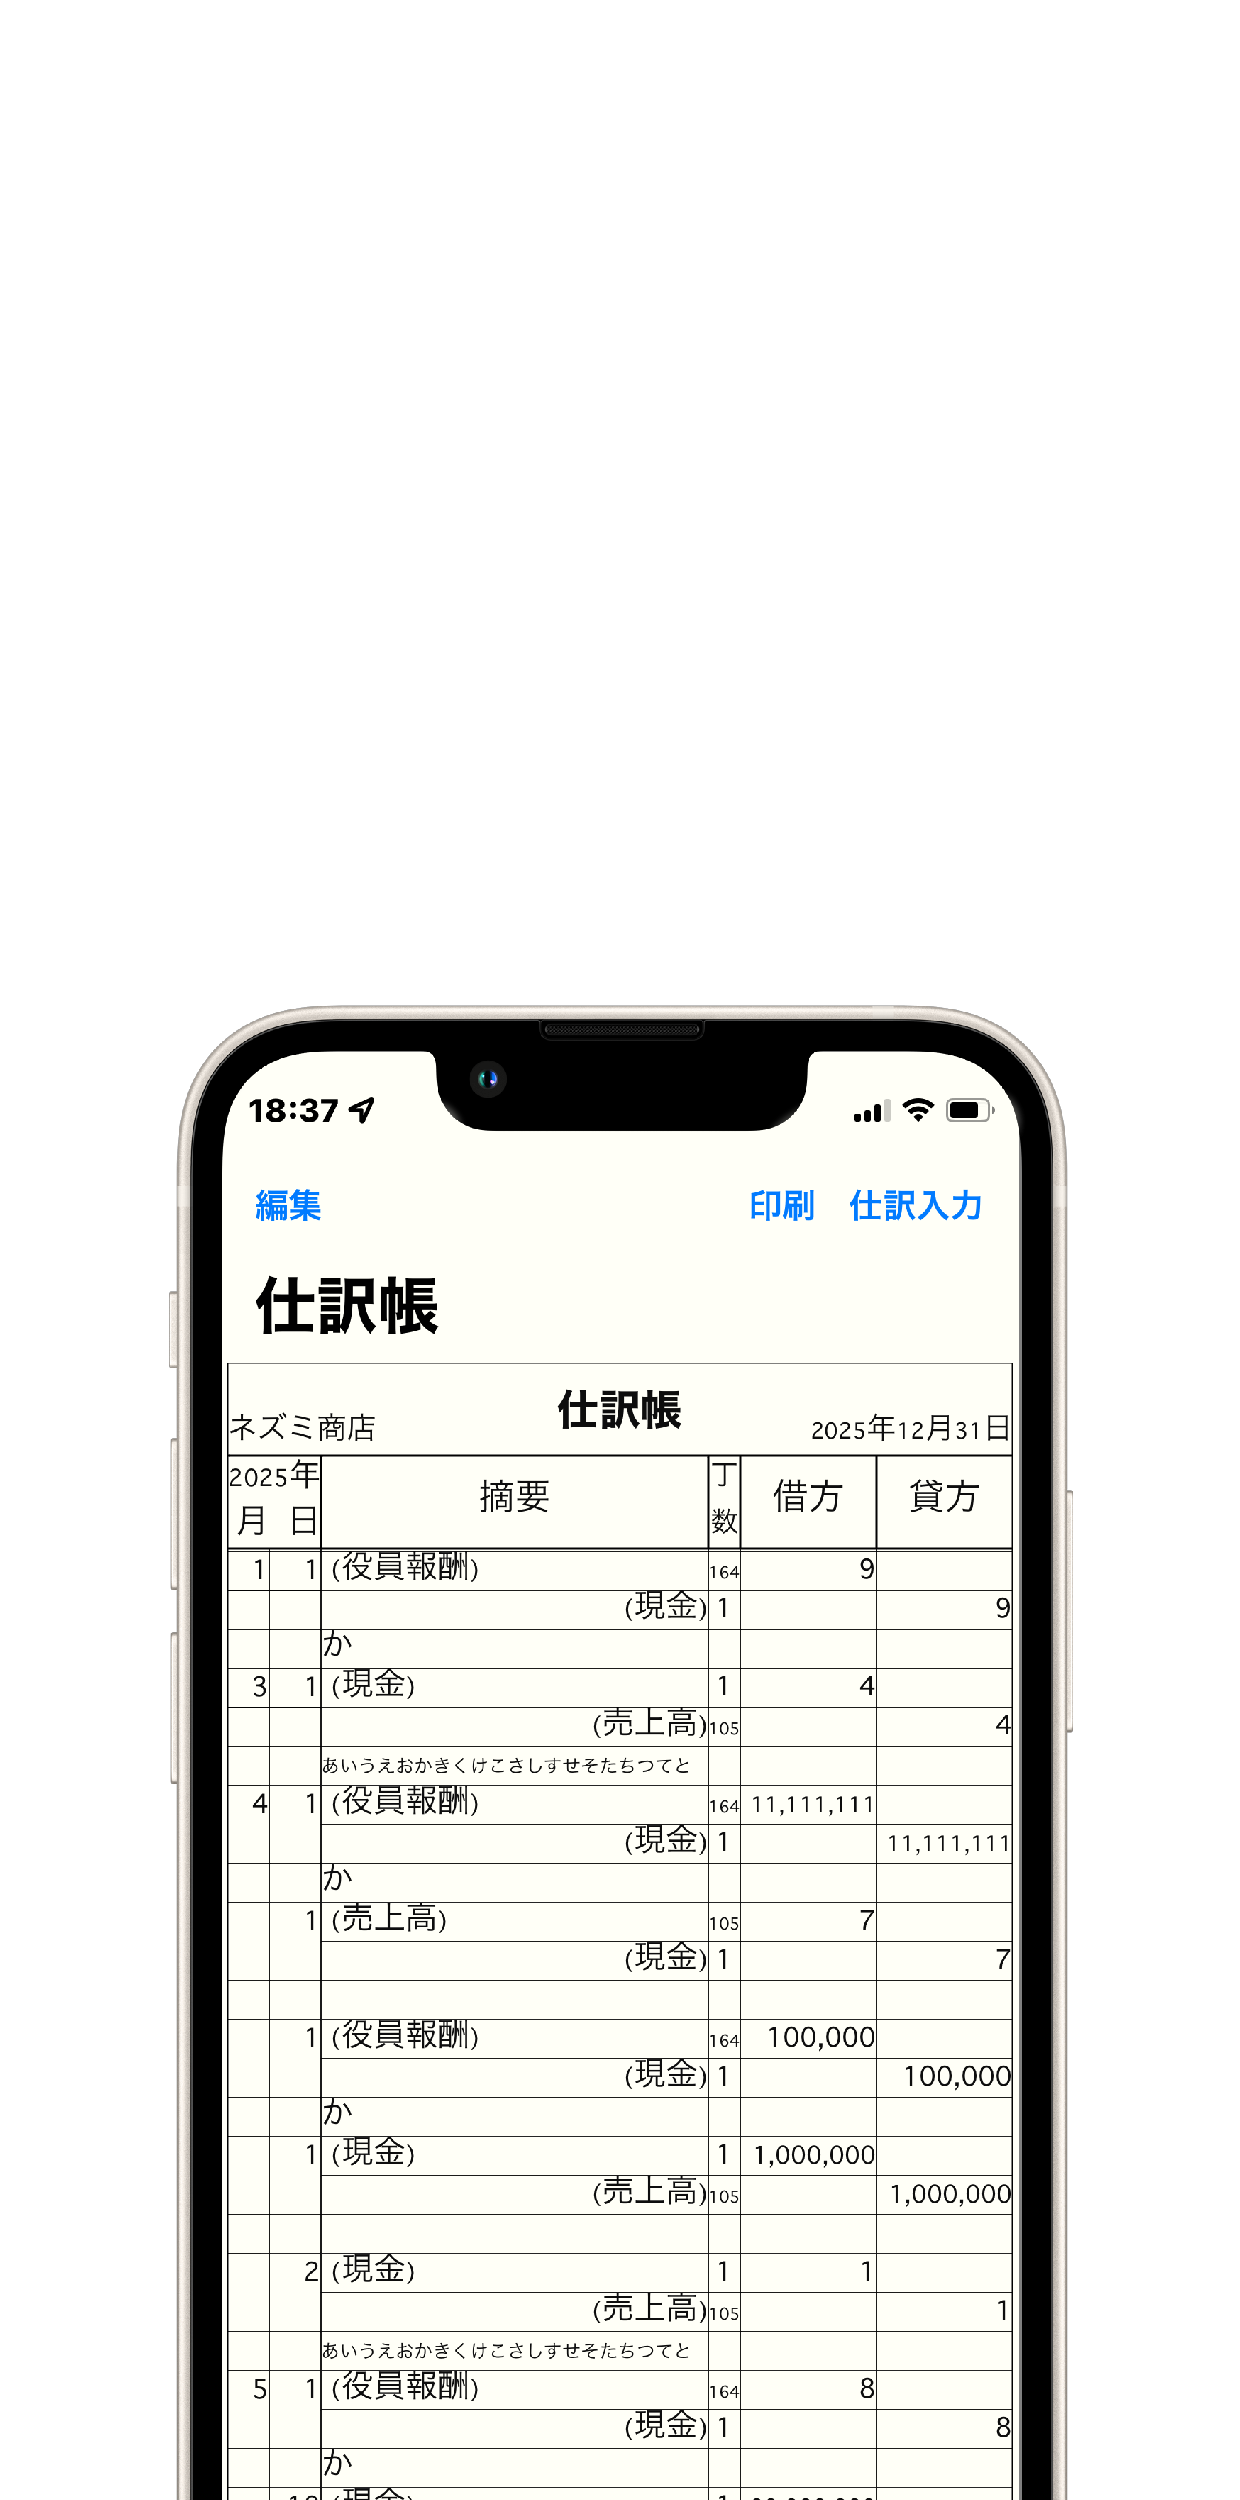 18:37
編集 印刷 仕訳入力
仕訳帳
仕訳帳
ネズミ商店 2025年12月31日
2025年 摘要 丁 借方 貸方
月 日 数
1 1 (役員報酬) 164 9
(現金) 1 9
か
3 1 (現金) 1 4
(売上高) 105 4
あいうえおかきくけこさしすせそたちつてと
4 1 (役員報酬) 164 11,111,111
(現金) 1 11,111,111
か
1 (売上高) 105 7
(現金) 1 7
1 (役員報酬) 164 100,000
(現金) 1 100,000
か
1 (現金) 1 1,000,000
(売上高) 105 1,000,000
2 (現金) 1 1
(売上高) 105 1
あいうえおかきくけこさしすせそたちつてと
5 1 (役員報酬) 164 8
(現金) 1 8
か
(現金)